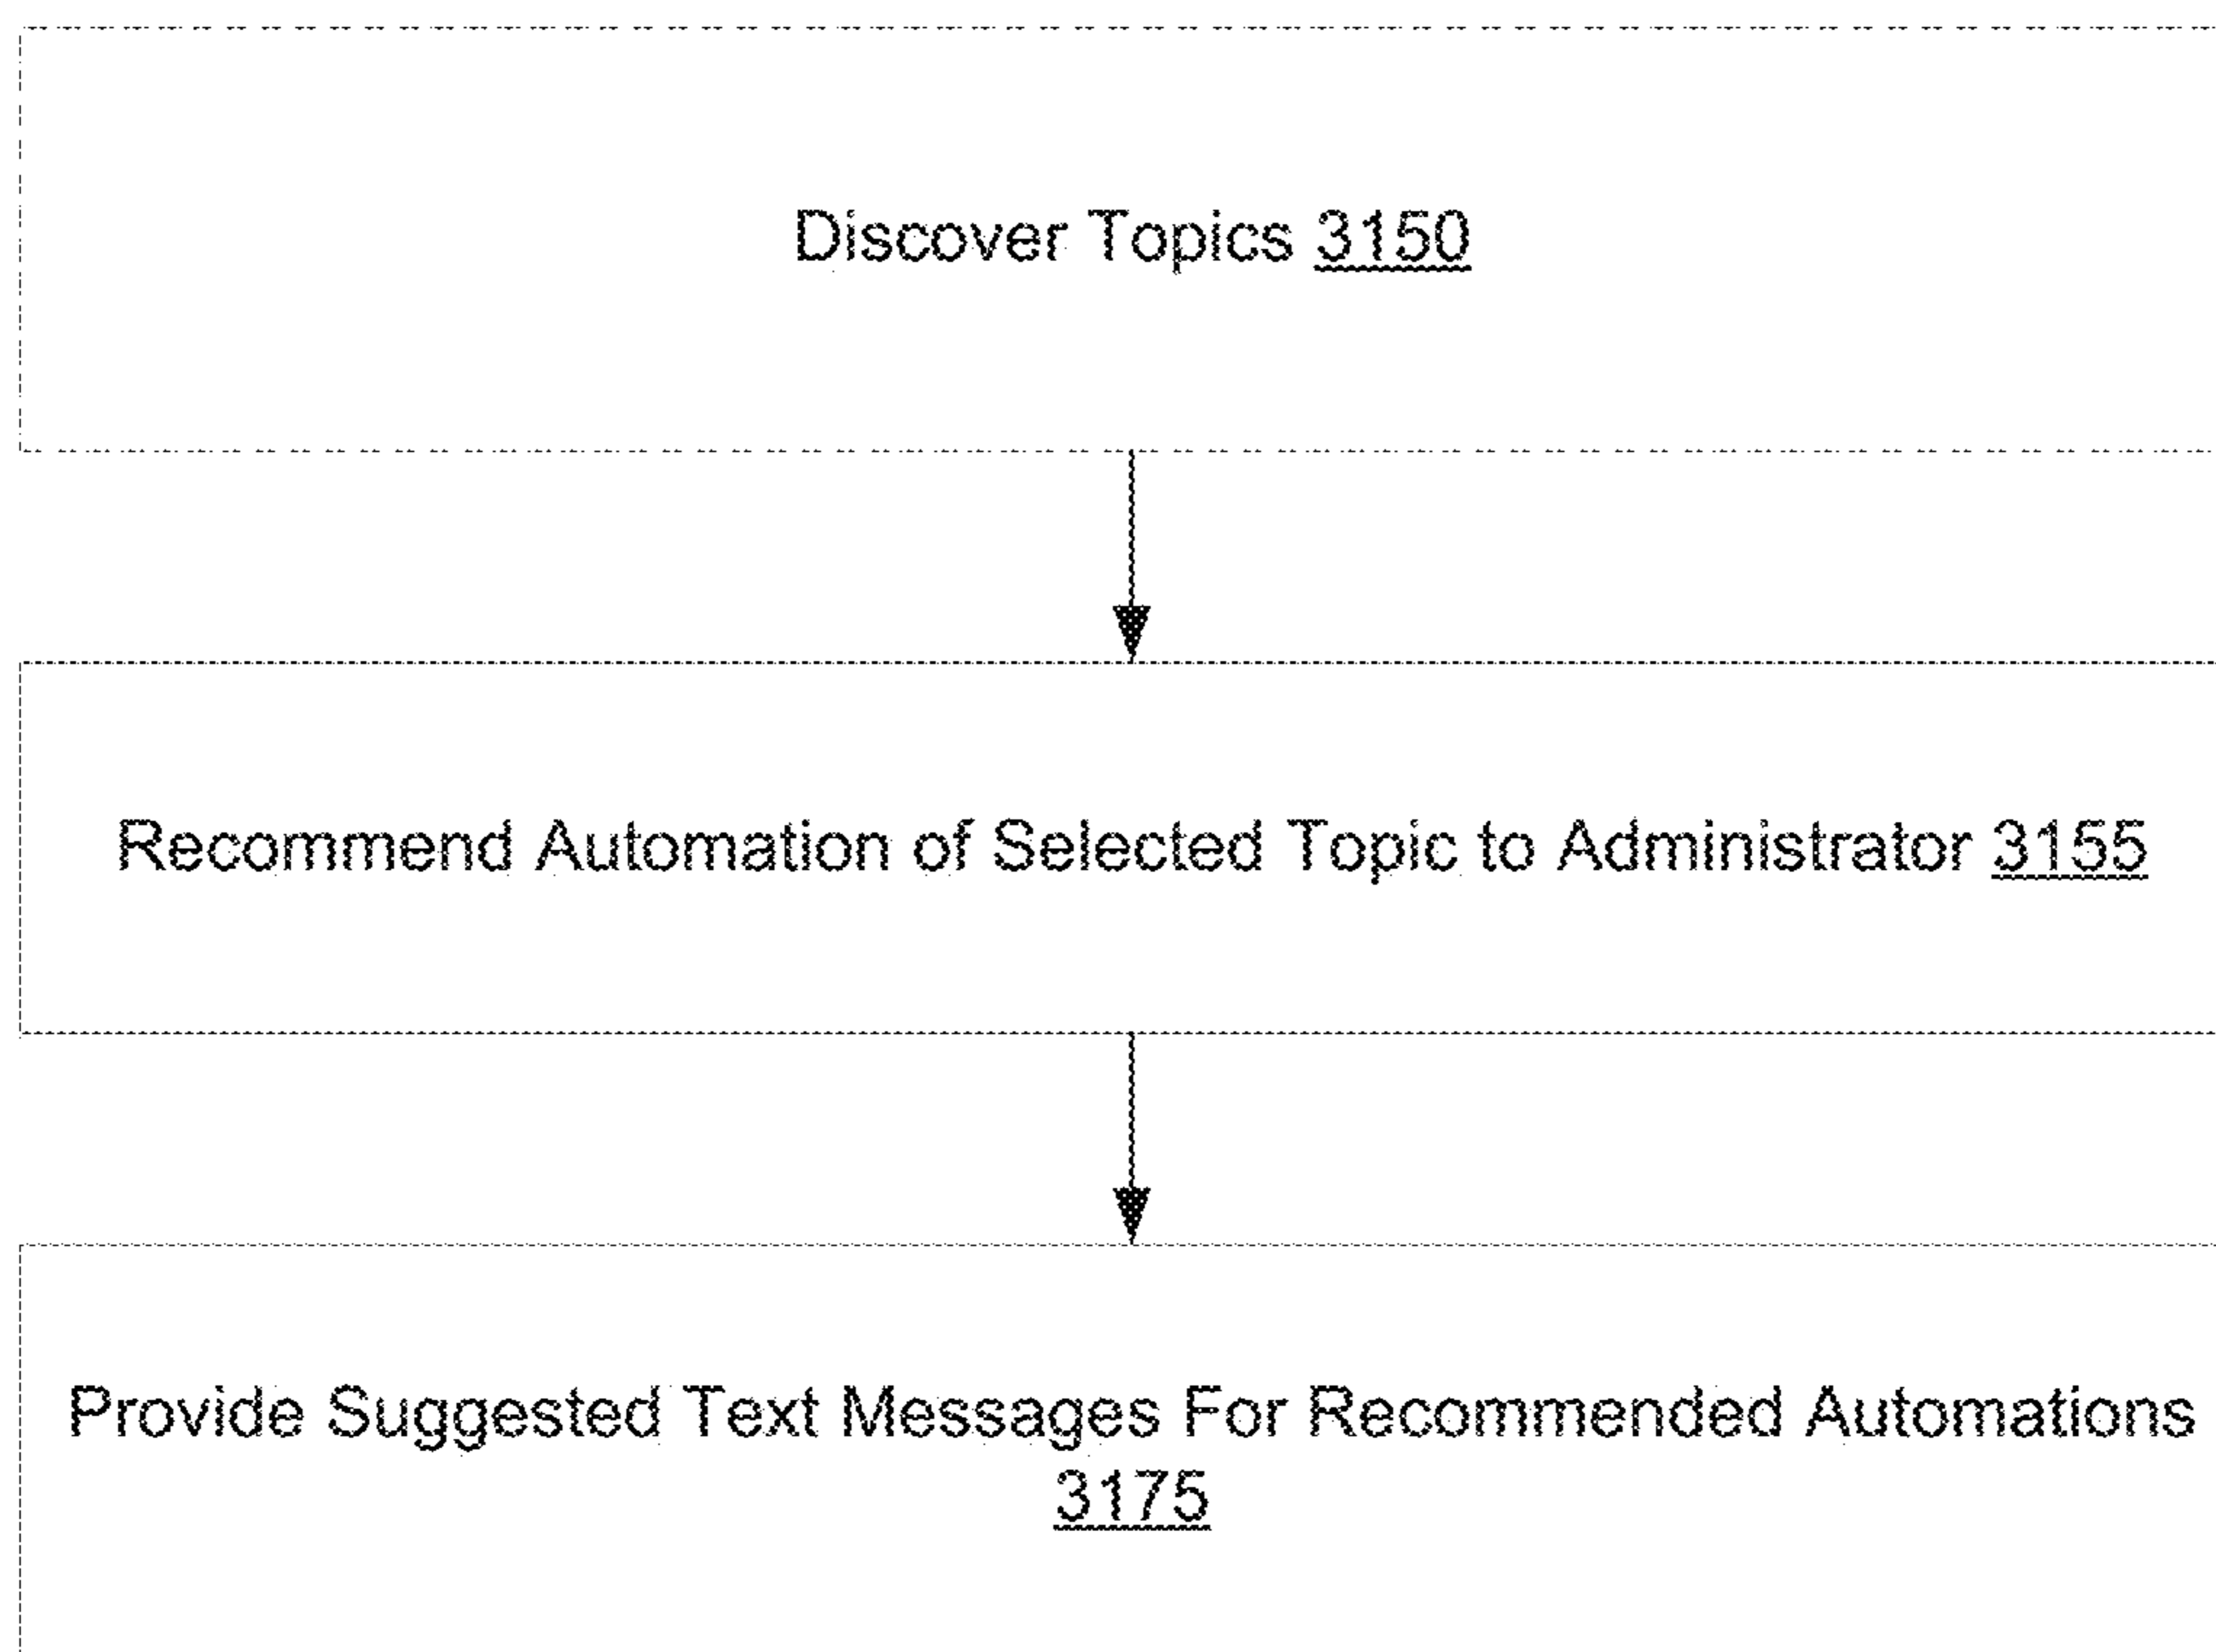 Discover Topics 3150
Recommend Automation of Selected Topic to Administrator 3155
Provide Suggested Text Messages For Recommended Automations
3175